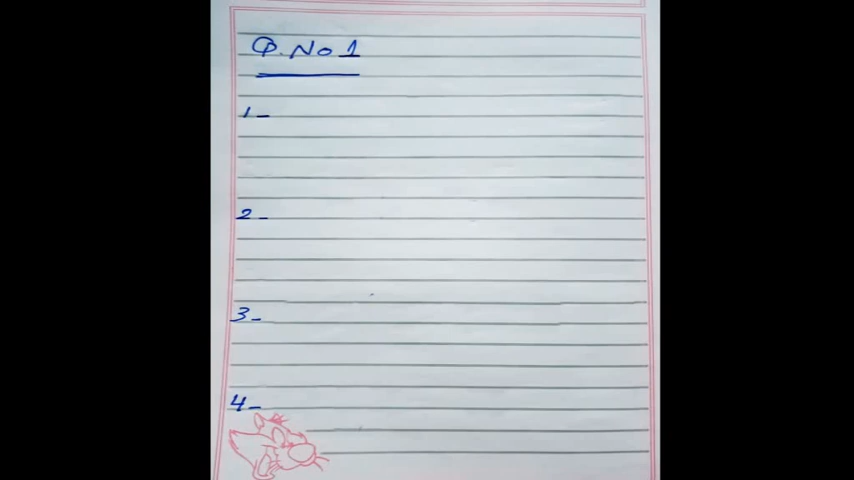 Q. No 1
1-
2-
3-
4-